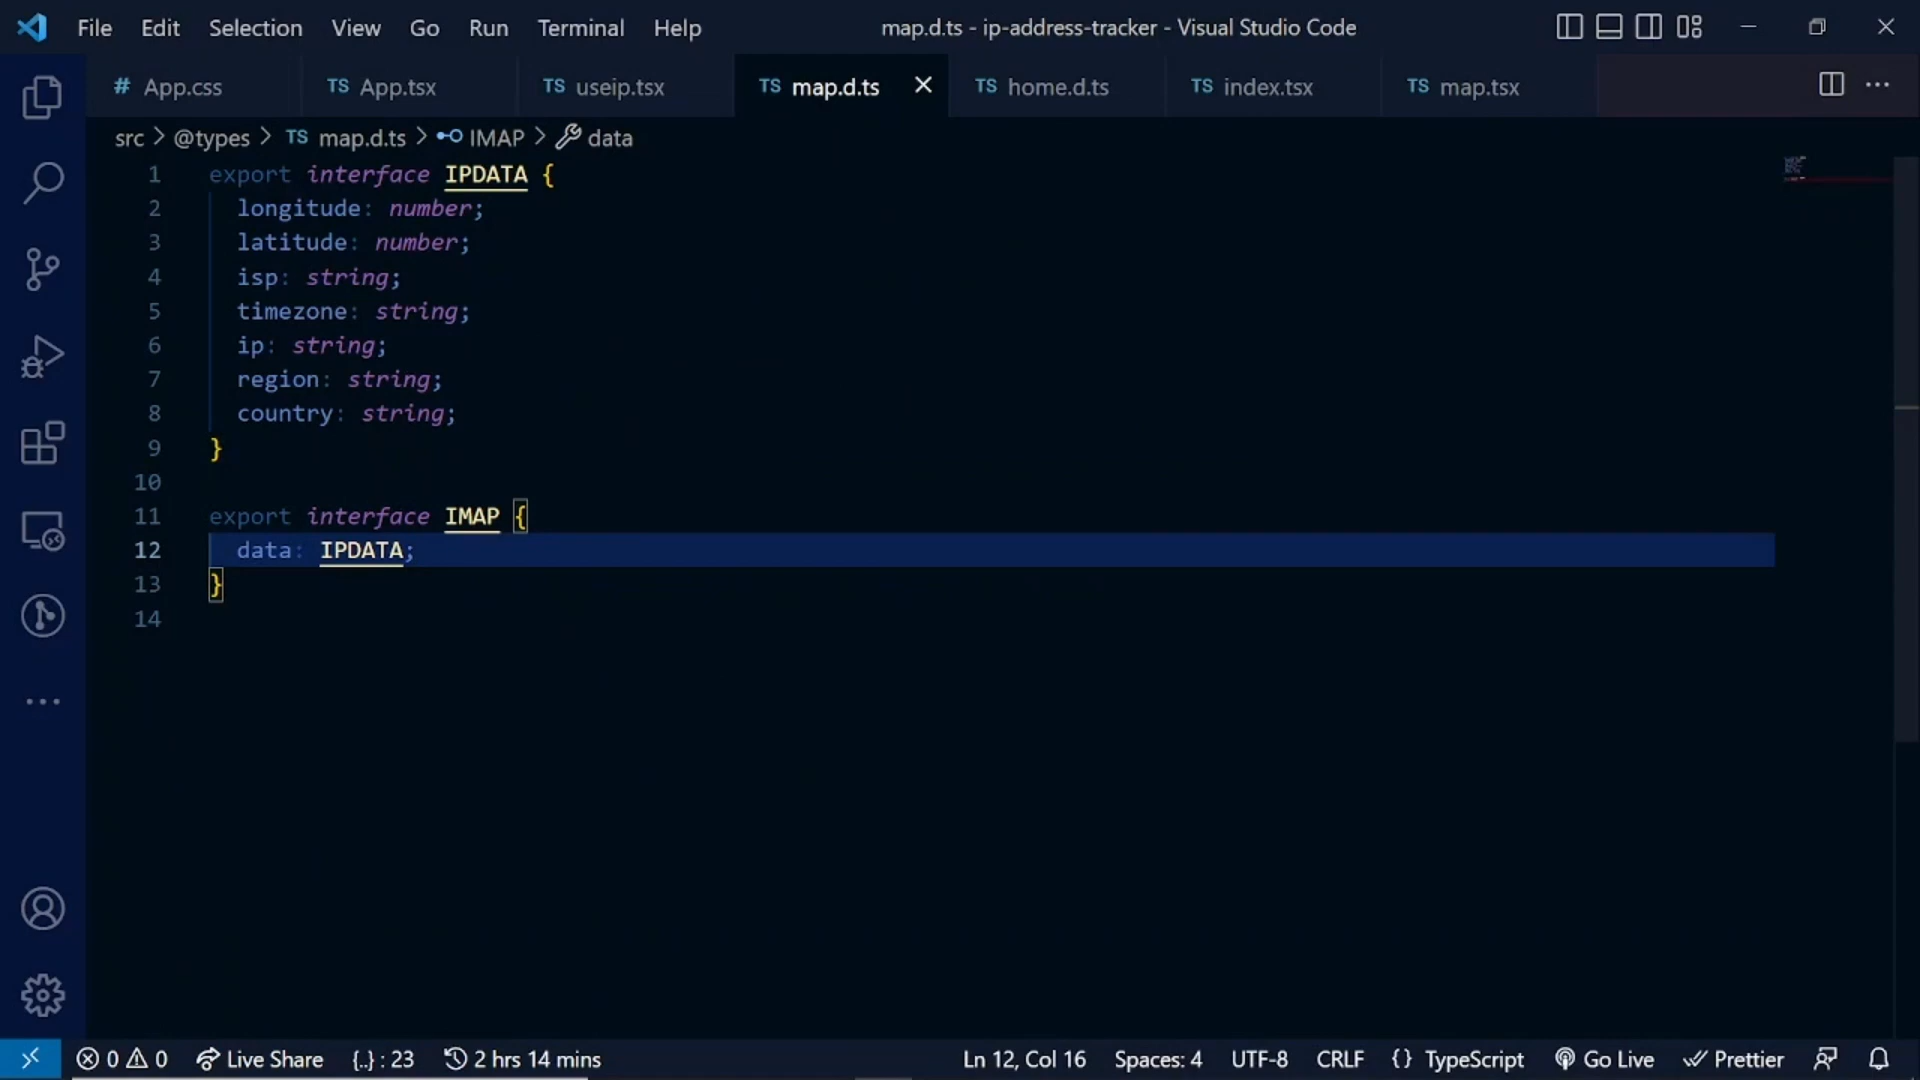 File Edit Selection View Go Run Terminal Help map.d.ts - ip-address-tracker - Visual Studio Code
# App.css TS App.tsx TS useip.tsx TS map.d.ts TS home.d.ts TS index.tsx TS map.tsx
src > @types > TS map.d.ts > IMAP > data
1 export interface IPDATA {
2 longitude: number;
3 latitude: number;
4 isp: string;
5 timezone: string;
6 ip: string;
7 region: string;
8 country: string;
9 }
10
11 export interface IMAP {
12 data: IPDATA;
13 }
14
0 0 Live Share {..} : 23 2 hrs 14 mins Ln 12, Col 16 Spaces: 4 UTF-8 CRLF {} TypeScript Go Live Prettier